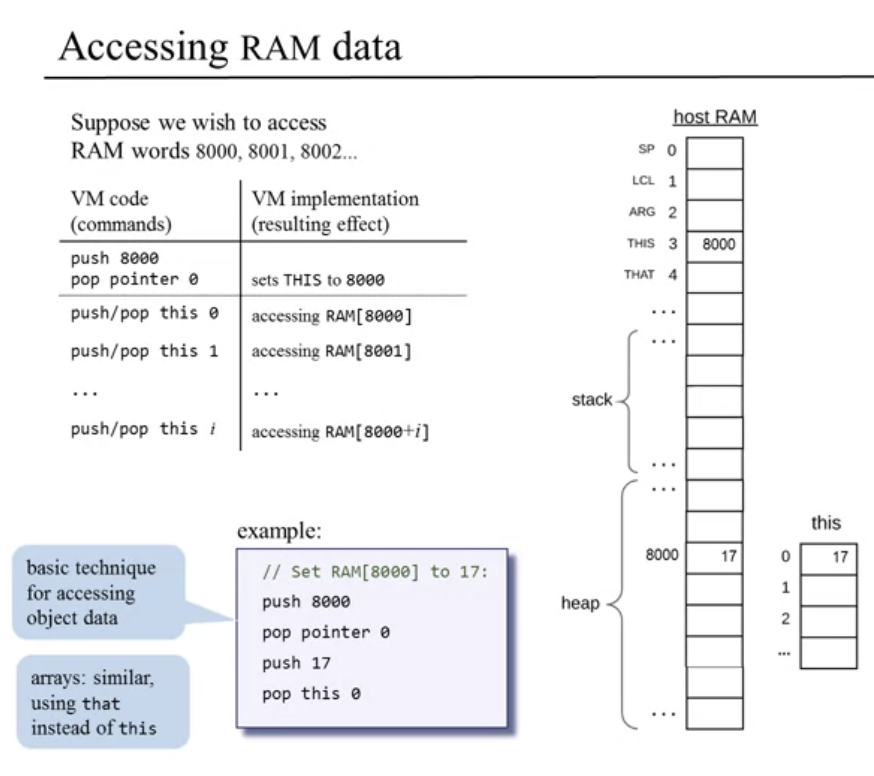 Accessing RAM data
Suppose we wish to access
RAM words 8000, 8001, 8002...
VM code
(commands)
VM implementation
(resulting effect)
push 8000
pop pointer 0
sets THIS to 8000
push/pop this 0
accessing RAM[8000]
push/pop this 1
accessing RAM[8001]
...
...
push/pop this i
accessing RAM[8000+i]
example:
// Set RAM[8000] to 17:
push 8000
pop pointer 0
push 17
pop this 0
basic technique
for accessing
object data
arrays: similar,
using that
instead of this
host RAM
SP 0
LCL 1
ARG 2
THIS 3 8000
THAT 4
...
...
stack
...
...
8000 17
heap
...
this
0 17
1
2
...